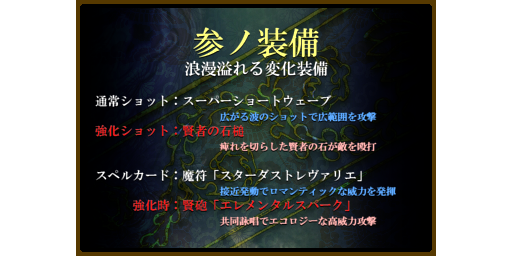 参ノ装備
浪漫溢れる変化装備
通常ショット：スーパーショートウェーブ
広がる波のショットで広範囲を攻撃
強化ショット：賢者の石槌
痺れを切らした賢者の石が敵を殴打
スペルカード：魔符「スターダストレヴァリエ」
接近発動でロマンティックな威力を発揮
強化時：賢砲「エレメンタルスパーク」
共同詠唱でエコロジーな高威力攻撃